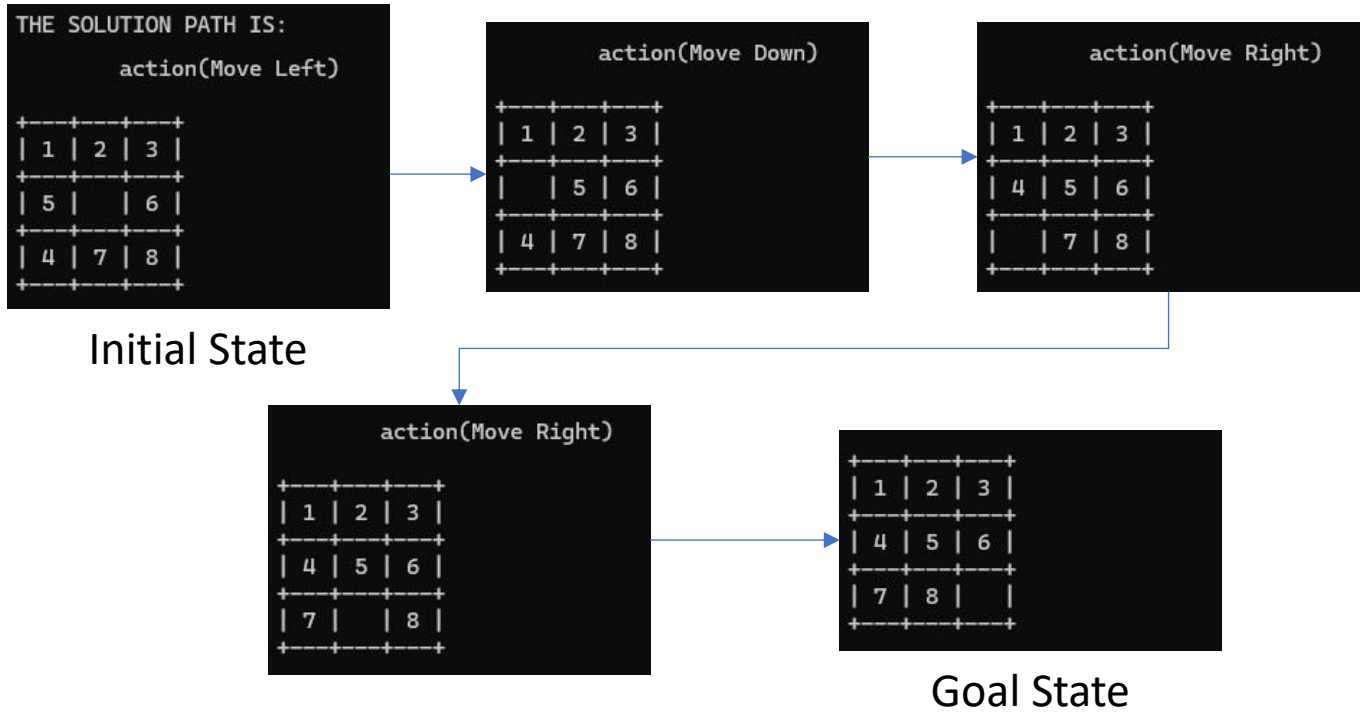 THE SOLUTION PATH IS:
action(Move Left)
+---+---+---+
| 1 | 2 | 3 |
+---+---+---+
| 5 |   | 6 |
+---+---+---+
| 4 | 7 | 8 |
+---+---+---+
Initial State
action(Move Down)
+---+---+---+
| 1 | 2 | 3 |
+---+---+---+
|   | 5 | 6 |
+---+---+---+
| 4 | 7 | 8 |
+---+---+---+
action(Move Right)
+---+---+---+
| 1 | 2 | 3 |
+---+---+---+
| 4 | 5 | 6 |
+---+---+---+
|   | 7 | 8 |
+---+---+---+
action(Move Right)
+---+---+---+
| 1 | 2 | 3 |
+---+---+---+
| 4 | 5 | 6 |
+---+---+---+
| 7 |   | 8 |
+---+---+---+
+---+---+---+
| 1 | 2 | 3 |
+---+---+---+
| 4 | 5 | 6 |
+---+---+---+
| 7 | 8 |   |
+---+---+---+
Goal State